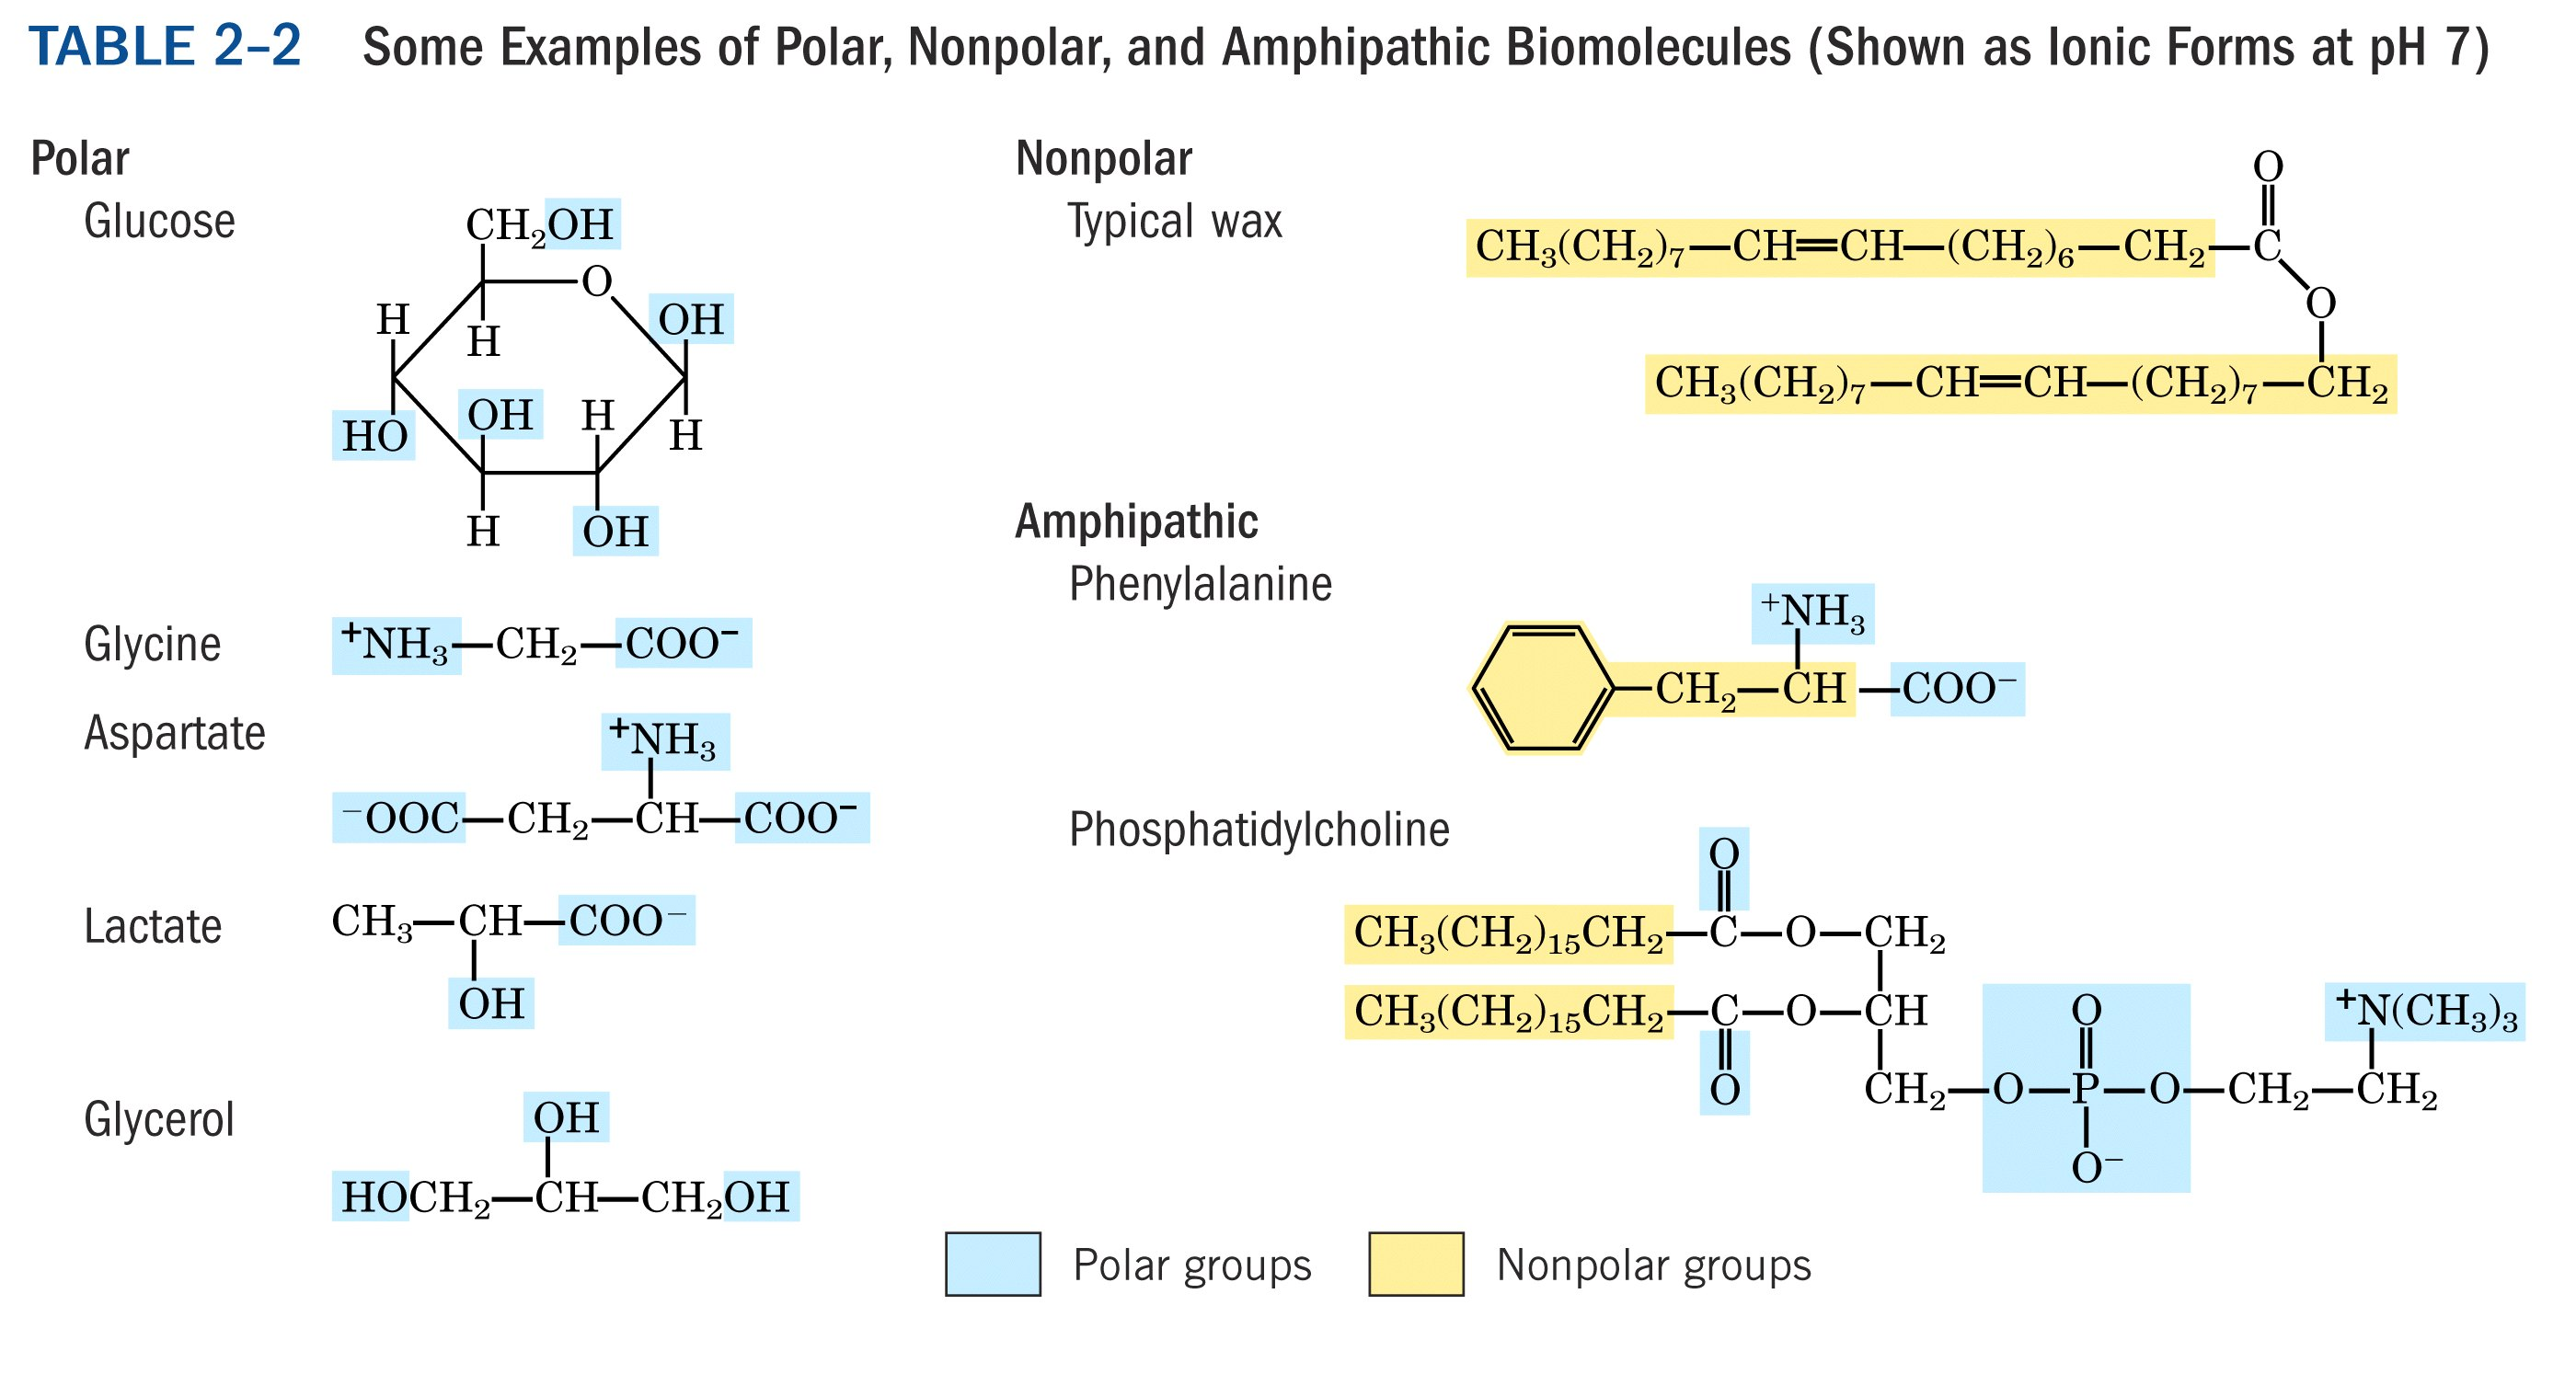 TABLE 2–2 Some Examples of Polar, Nonpolar, and Amphipathic Biomolecules (Shown as Ionic Forms at pH 7)
Polar
Glucose
CH₂OH
O
H
OH
H
HO
OH
H
H
H
OH
Glycine
⁺NH₃—CH₂—COO⁻
Aspartate
⁺NH₃
⁻OOC—CH₂—CH—COO⁻
Lactate
CH₃—CH—COO⁻
OH
Glycerol
OH
HOCH₂—CH—CH₂OH
Nonpolar
Typical wax
O
CH₃(CH₂)₇—CH=CH—(CH₂)₆—CH₂—C
O
CH₃(CH₂)₇—CH=CH—(CH₂)₇—CH₂
Amphipathic
Phenylalanine
⁺NH₃
CH₂—CH—COO⁻
Phosphatidylcholine
O
CH₃(CH₂)₁₅CH₂—C—O—CH₂
CH₃(CH₂)₁₅CH₂—C—O—CH
O
O
⁺N(CH₃)₃
CH₂—O—P—O—CH₂—CH₂
O⁻
Polar groups
Nonpolar groups